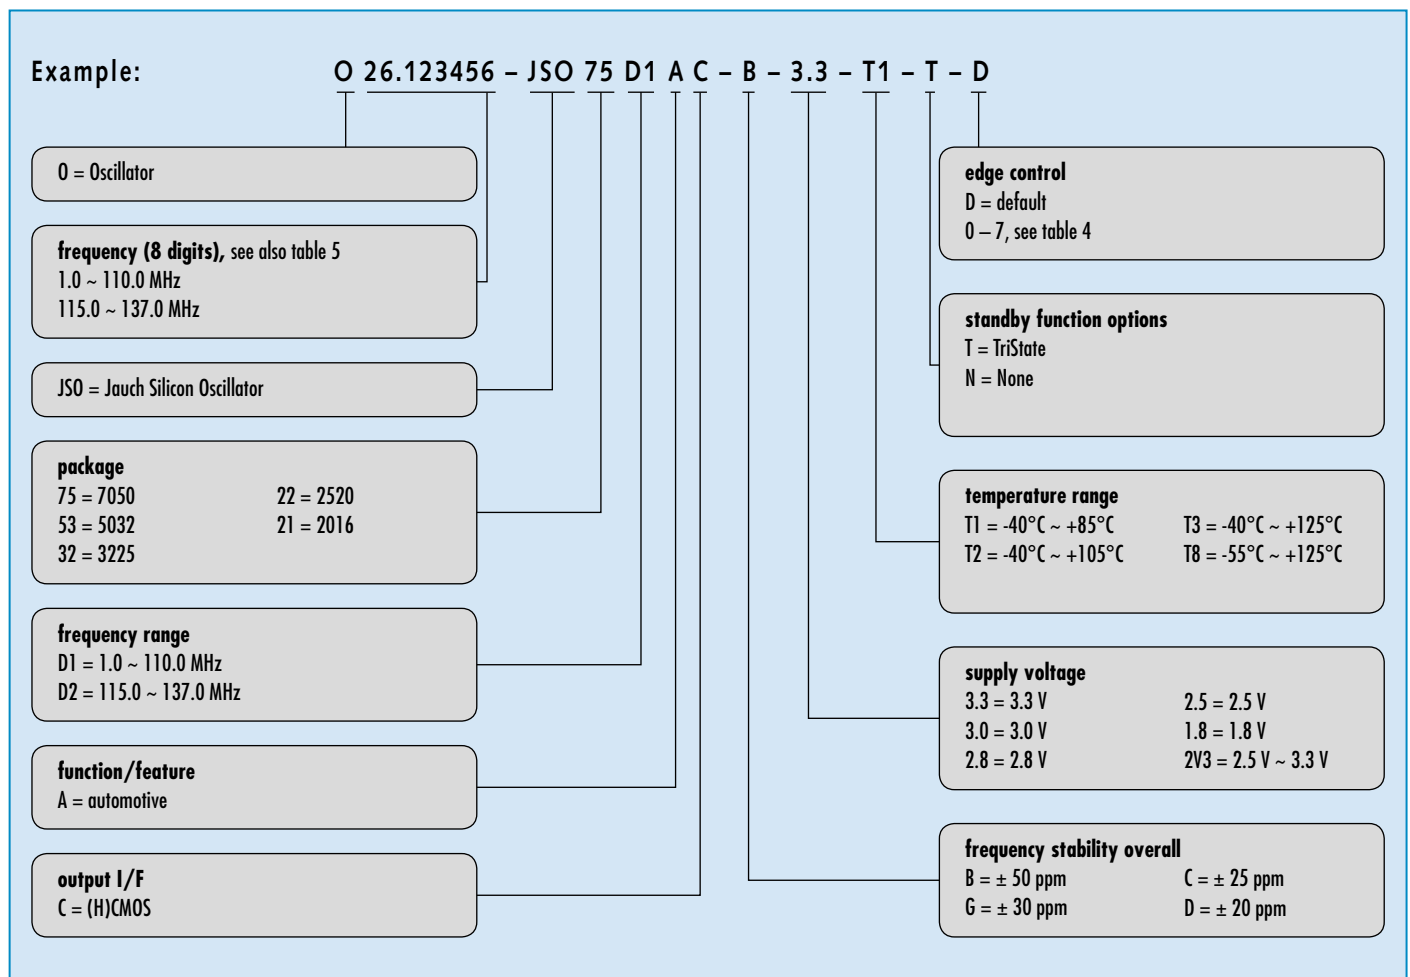 Example: O 26.123456 – JSO 75 D1 A C – B – 3.3 – T1 – T – D
O = Oscillator
frequency (8 digits), see also table 5
1.0 ~ 110.0 MHz
115.0 ~ 137.0 MHz
JSO = Jauch Silicon Oscillator
package
75 = 7050 22 = 2520
53 = 5032 21 = 2016
32 = 3225
frequency range
D1 = 1.0 ~ 110.0 MHz
D2 = 115.0 ~ 137.0 MHz
function/feature
A = automotive
output I/F
C = (H)CMOS
edge control
D = default
0 – 7, see table 4
standby function options
T = TriState
N = None
temperature range
T1 = -40°C ~ +85°C T3 = -40°C ~ +125°C
T2 = -40°C ~ +105°C T8 = -55°C ~ +125°C
supply voltage
3.3 = 3.3 V 2.5 = 2.5 V
3.0 = 3.0 V 1.8 = 1.8 V
2.8 = 2.8 V 2V3 = 2.5 V ~ 3.3 V
frequency stability overall
B = ± 50 ppm C = ± 25 ppm
G = ± 30 ppm D = ± 20 ppm